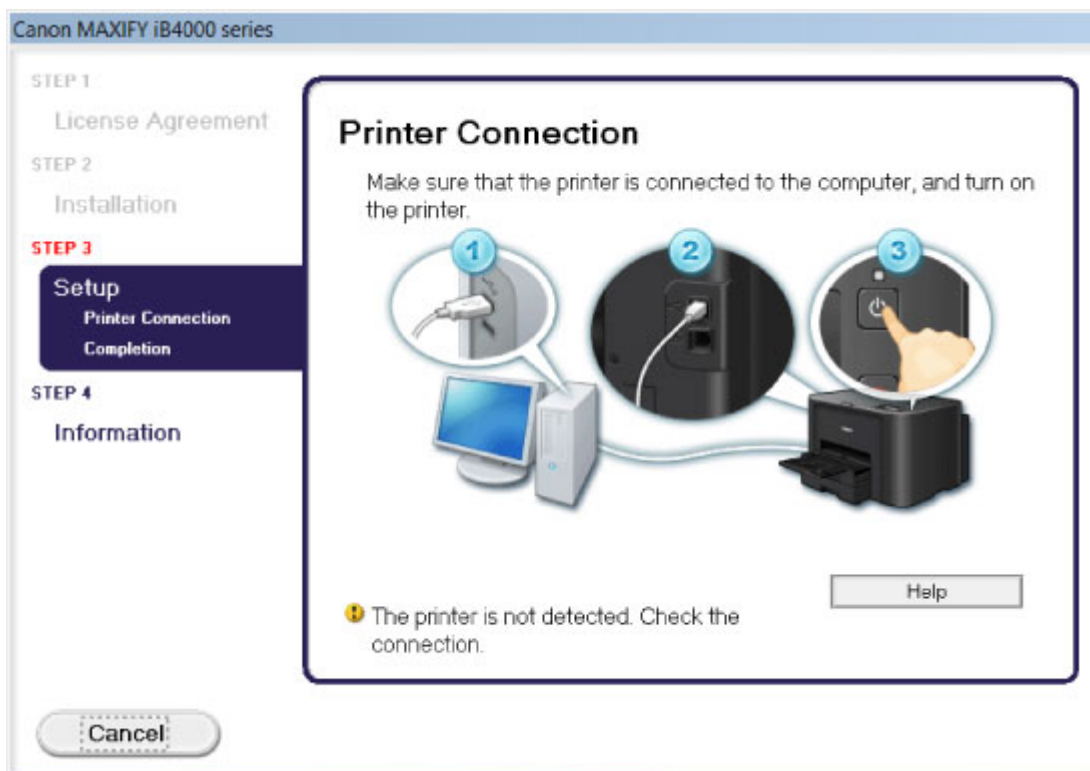 Canon MAXIFY iB4000 series
STEP 1
License Agreement
STEP 2
Installation
STEP 3
Setup
Printer Connection
Completion
STEP 4
Information
Printer Connection
Make sure that the printer is connected to the computer, and turn on
the printer.
1
2
3
Help
The printer is not detected. Check the
connection.
Cancel